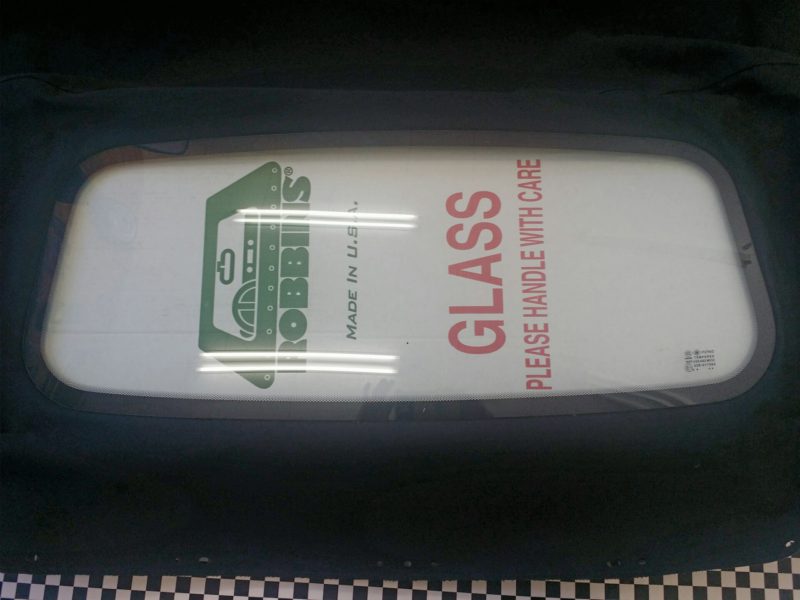 ROBBINS®
MADE IN U.S.A.
GLASS
PLEASE HANDLE WITH CARE